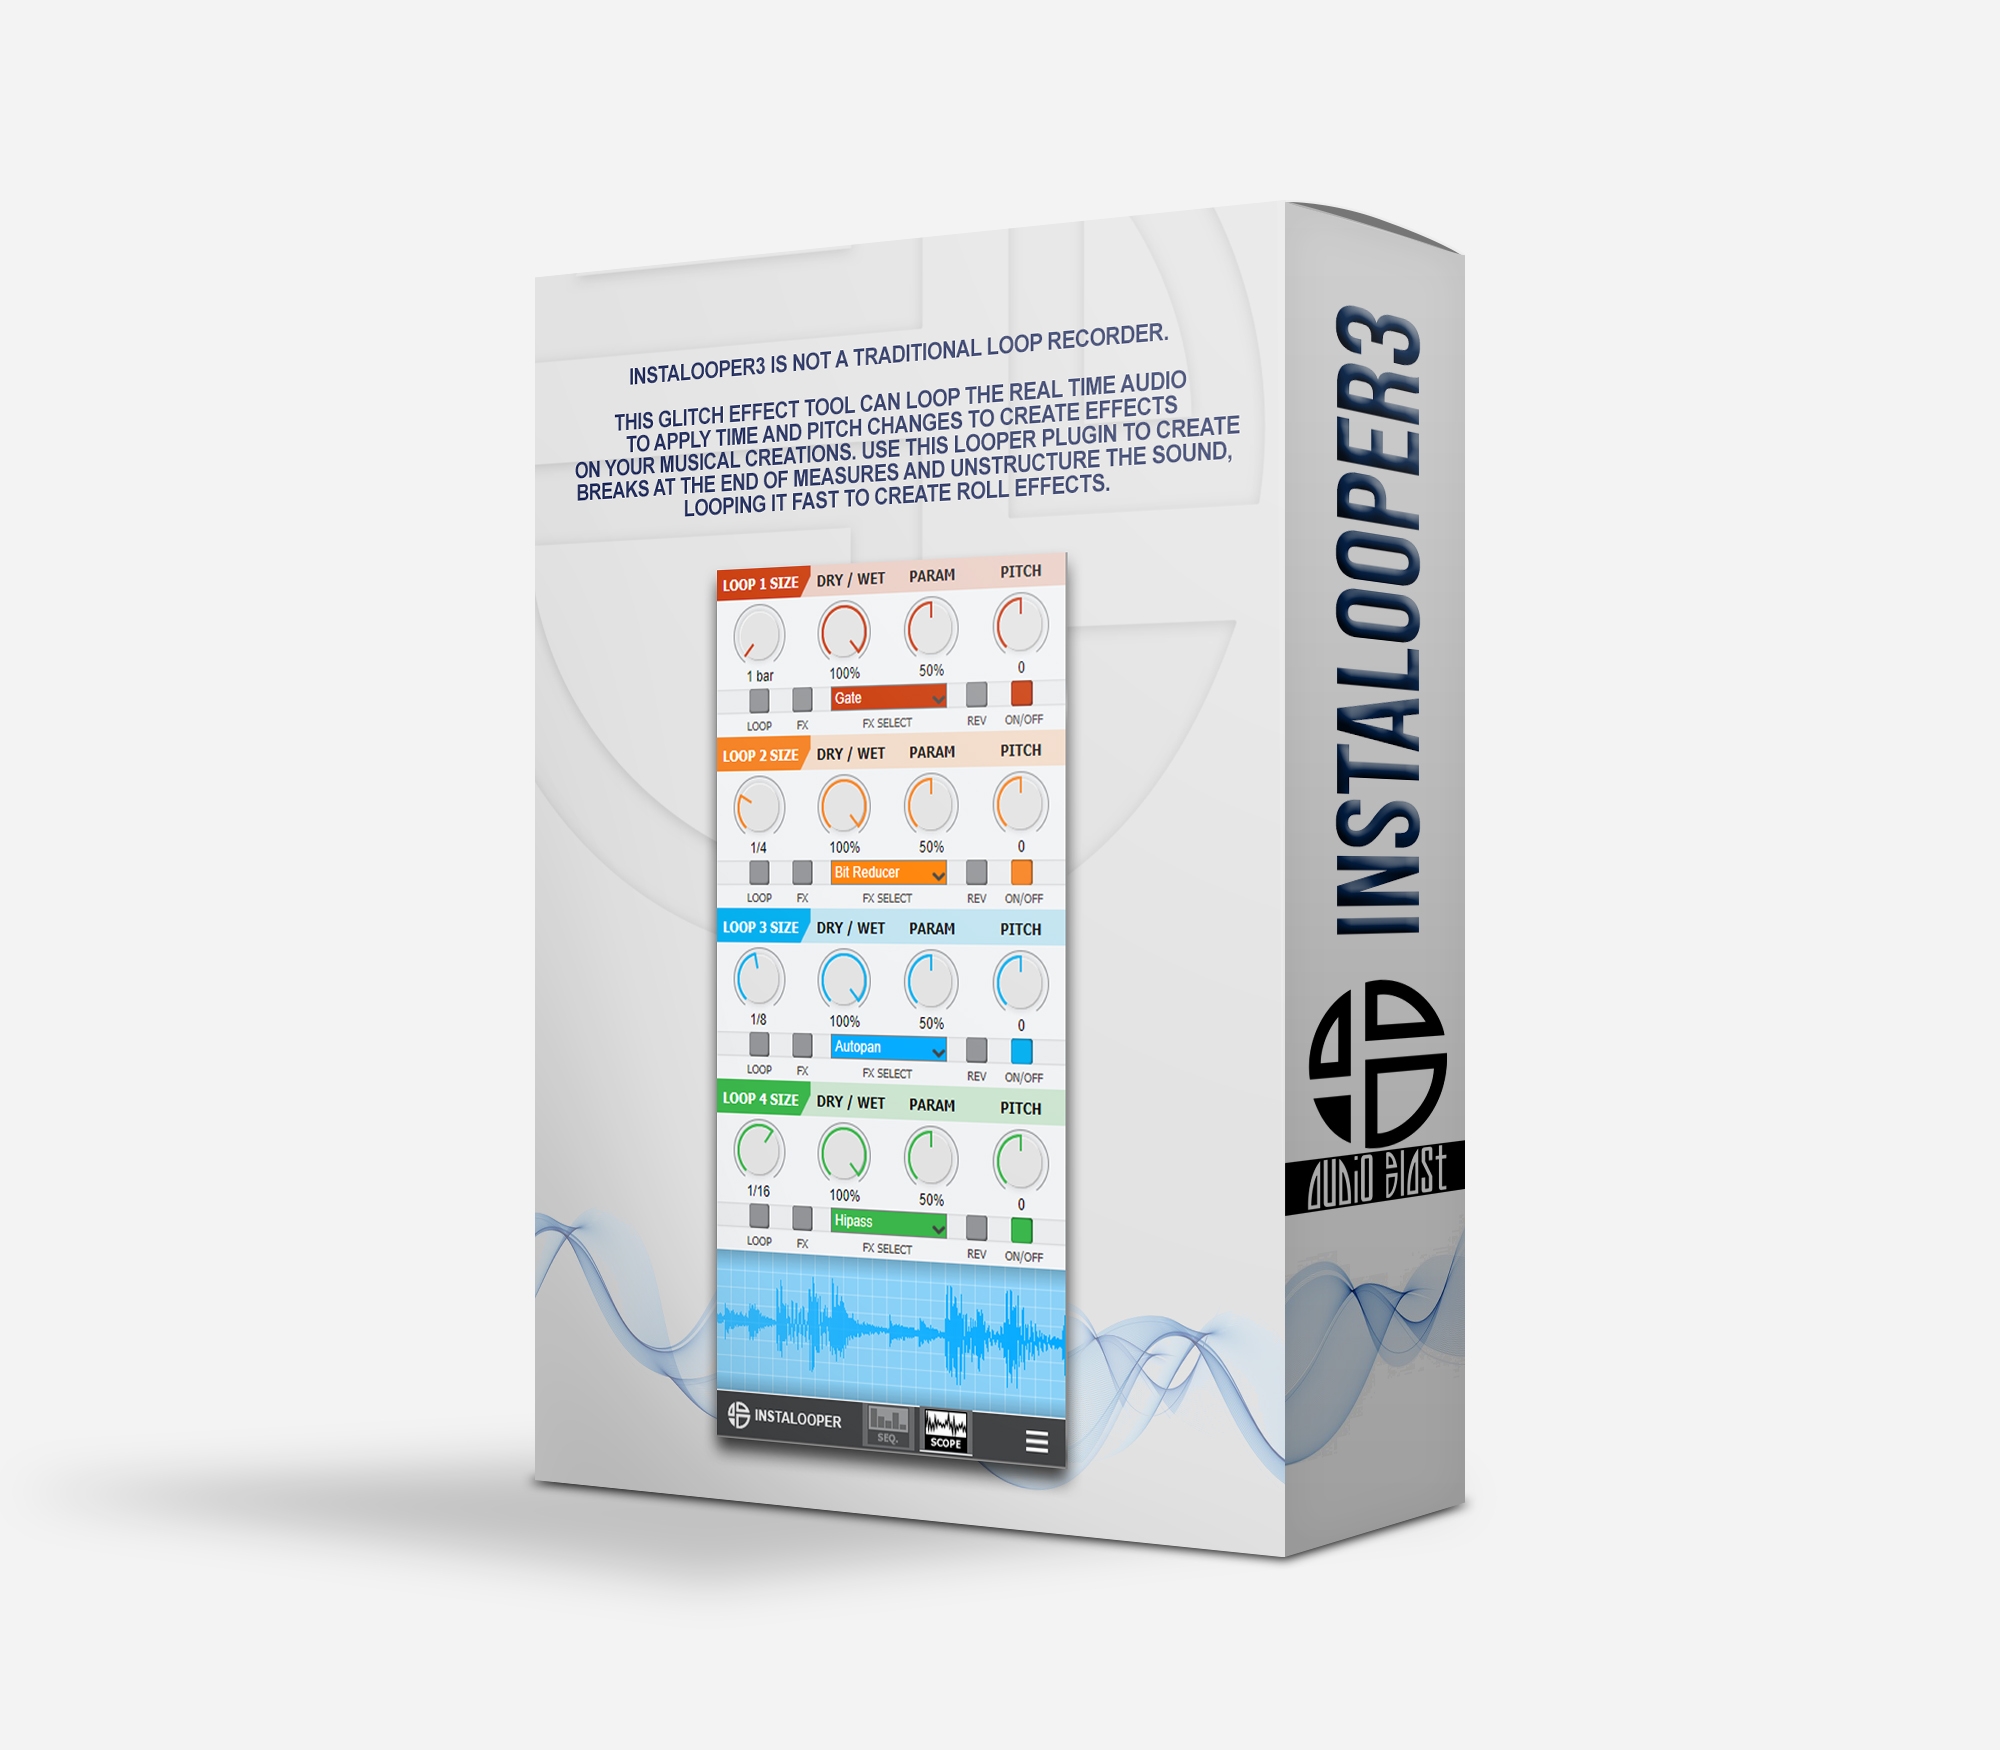 INSTALOOPER3 IS NOT A TRADITIONAL LOOP RECORDER.
THIS GLITCH EFFECT TOOL CAN LOOP THE REAL TIME AUDIO
TO APPLY TIME AND PITCH CHANGES TO CREATE EFFECTS
ON YOUR MUSICAL CREATIONS. USE THIS LOOPER PLUGIN TO CREATE
BREAKS AT THE END OF MEASURES AND UNSTRUCTURE THE SOUND,
LOOPING IT FAST TO CREATE ROLL EFFECTS.
LOOP 1 SIZE DRY / WET PARAM PITCH
1 bar 100% 50% 0
Gate
LOOP FX FX SELECT REV ON/OFF
LOOP 2 SIZE DRY / WET PARAM PITCH
1/4 100% 50% 0
Bit Reducer
LOOP FX FX SELECT REV ON/OFF
LOOP 3 SIZE DRY / WET PARAM PITCH
1/8 100% 50% 0
Autopan
LOOP FX FX SELECT REV ON/OFF
LOOP 4 SIZE DRY / WET PARAM PITCH
1/16 100% 50% 0
Hipass
LOOP FX FX SELECT REV ON/OFF
INSTALOOPER SEQ. SCOPE
INSTALOOPER3
AUDIO BLAST